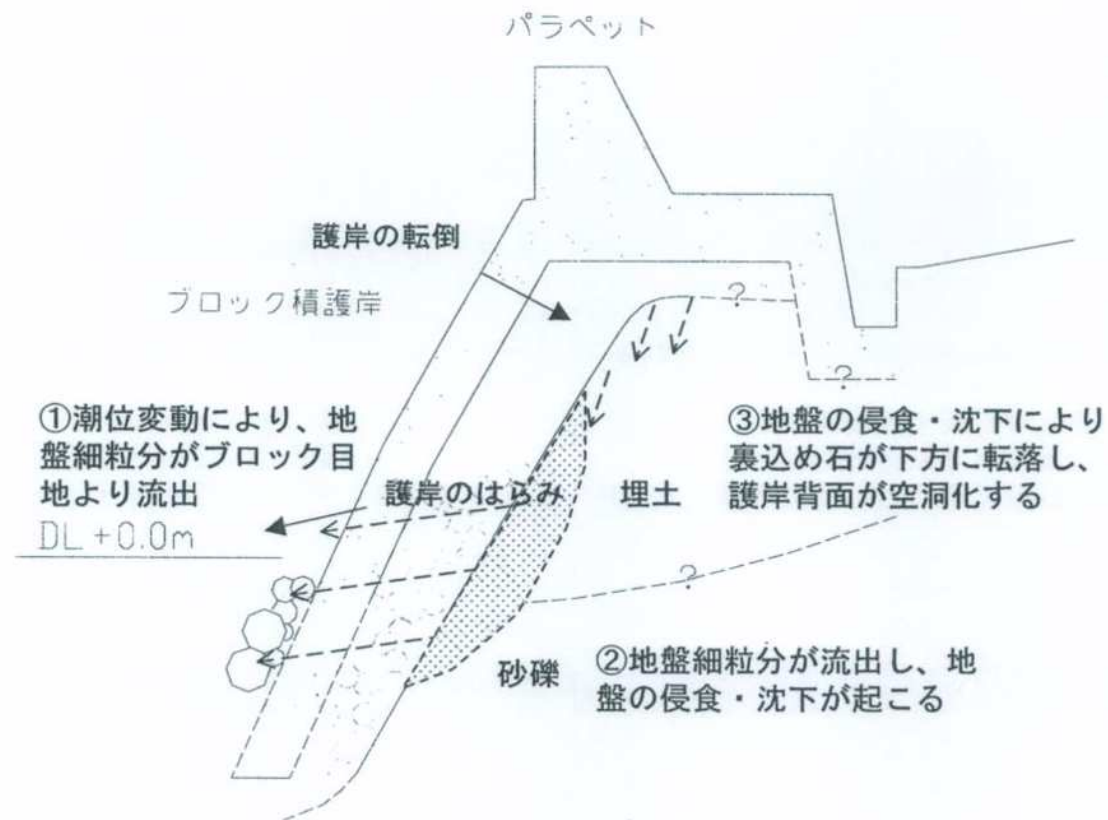 パラペット
護岸の転倒
ブロック積護岸
?
?
①潮位変動により、地
盤細粒分がブロック目
地より流出
DL+0.0m
護岸のはらみ
埋土
③地盤の侵食・沈下により
裏込め石が下方に転落し、
護岸背面が空洞化する
?
砂礫
②地盤細粒分が流出し、地
盤の侵食・沈下が起こる